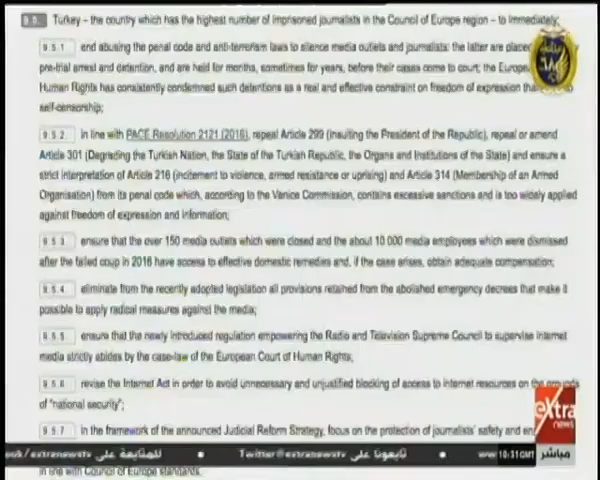 9.5. Turkey – the country which has the highest number of imprisoned journalists in the Council of Europe region – to immediately:
9.5.1 end abusing the penal code and anti-terrorism laws to silence media outlets and journalists; the latter are placed
pre-trial arrest and detention, and are held for months, sometimes for years, before their cases come to court; the Europe
Human Rights has consistently condemned such detentions as a real and effective constraint on freedom of expression tha
self-censorship;
9.5.2 in line with PACE Resolution 2121 (2016), repeal Article 299 (Insulting the President of the Republic), repeal or amend
Article 301 (Degrading the Turkish Nation, the State of the Turkish Republic, the Organs and Institutions of the State) and ensure a
strict interpretation of Article 216 (incitement to violence, armed resistance or uprising) and Article 314 (Membership of an Armed
Organisation) from its penal code which, according to the Venice Commission, contains excessive sanctions and is too widely applied
against freedom of expression and information;
9.5.3 ensure that the over 150 media outlets which were closed and the about 10 000 media employees which were dismissed
after the failed coup in 2016 have access to effective domestic remedies and, if the case arises, obtain adequate compensation;
9.5.4 eliminate from the recently adopted legislation all provisions retained from the abolished emergency decrees that make it
possible to apply radical measures against the media;
9.5.5 ensure that the newly introduced regulation empowering the Radio and Television Supreme Council to supervise internet
media strictly abides by the case-law of the European Court of Human Rights;
9.5.6 revise the Internet Act in order to avoid unnecessary and unjustified blocking of access to internet resources on the grounds
of "national security";
9.5.7 in the framework of the announced Judicial Reform Strategy, focus on the protection of journalists' safety and en
eXtra
news
ook/extranewstv للمتابعة على Twitter@extranewstv تابعونا على www 10:31GMT مباشر
in line with Council of Europe standards.